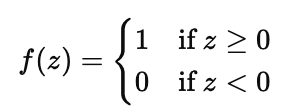 f(z) = { 1 if z ≥ 0
0 if z < 0